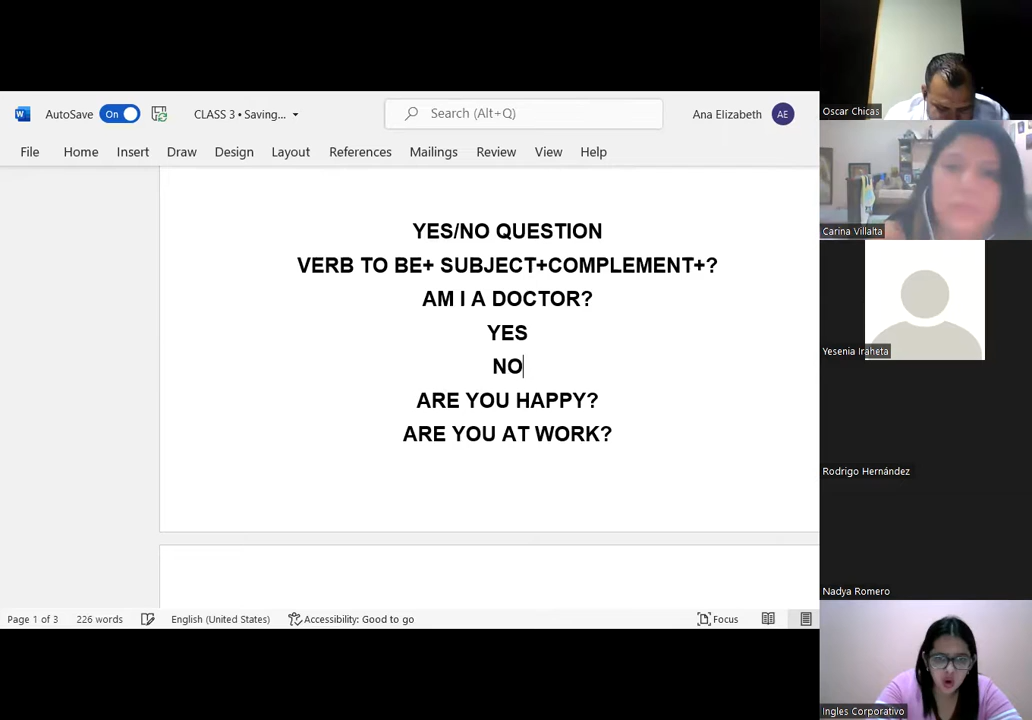 AutoSave On CLASS 3 • Saving... Search (Alt+Q) Ana Elizabeth AE
File Home Insert Draw Design Layout References Mailings Review View Help
YES/NO QUESTION
VERB TO BE+ SUBJECT+COMPLEMENT+?
AM I A DOCTOR?
YES
NO
ARE YOU HAPPY?
ARE YOU AT WORK?
Page 1 of 3 226 words English (United States) Accessibility: Good to go Focus
Oscar Chicas
Carina Villalta
Yesenia Iraheta
Rodrigo Hernández
Nadya Romero
Ingles Corporativo